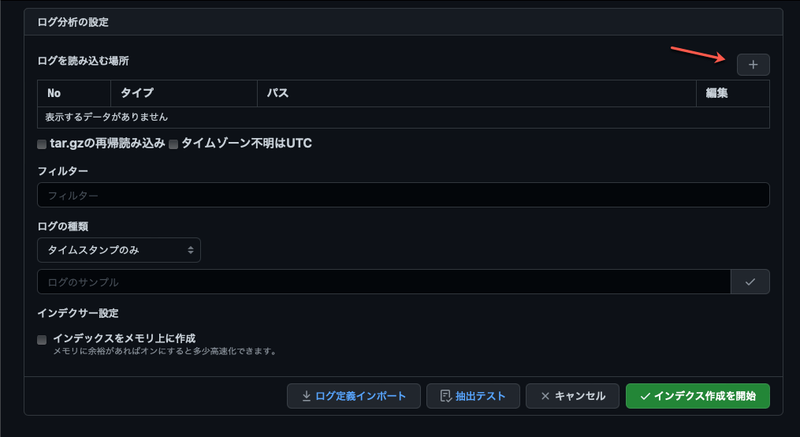 ログ分析の設定
ログを読み込む場所
+
No タイプ パス 編集
表示するデータがありません
tar.gzの再帰読み込み タイムゾーン不明はUTC
フィルター
フィルター
ログの種類
タイムスタンプのみ
ログのサンプル
インデクサー設定
インデックスをメモリ上に作成
メモリに余裕があればオンにすると多少高速化できます。
ログ定義インポート 抽出テスト キャンセル インデクス作成を開始